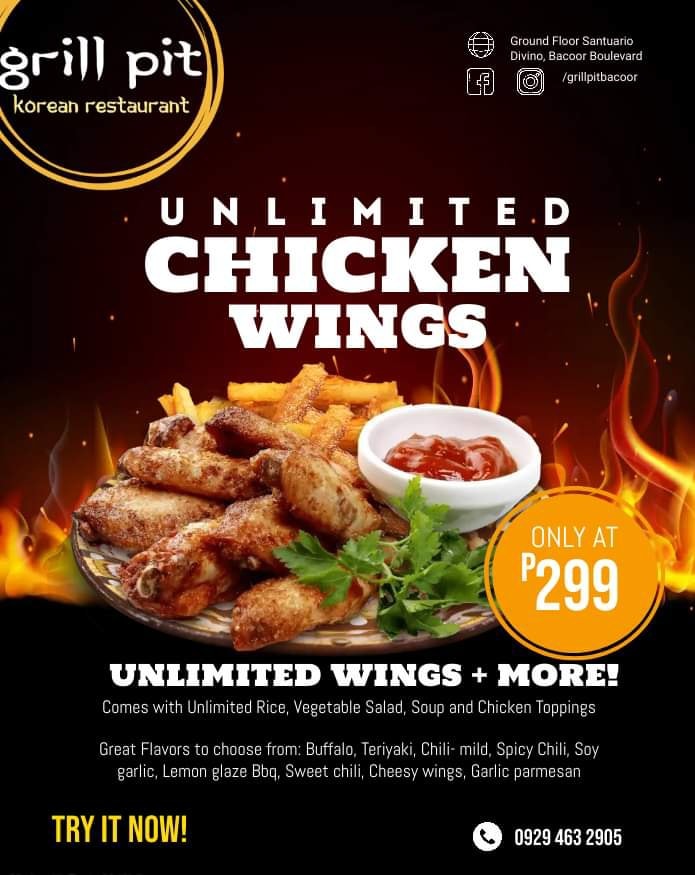 grill pit
korean restaurant
Ground Floor Santuario
Divino, Bacoor Boulevard
/grillpitbacoor
UNLIMITED
CHICKEN
WINGS
ONLY AT
₱299
UNLIMITED WINGS + MORE!
Comes with Unlimited Rice, Vegetable Salad, Soup and Chicken Toppings
Great Flavors to choose from: Buffalo, Teriyaki, Chili- mild, Spicy Chili, Soy
garlic, Lemon glaze Bbq, Sweet chili, Cheesy wings, Garlic parmesan
TRY IT NOW!
0929 463 2905